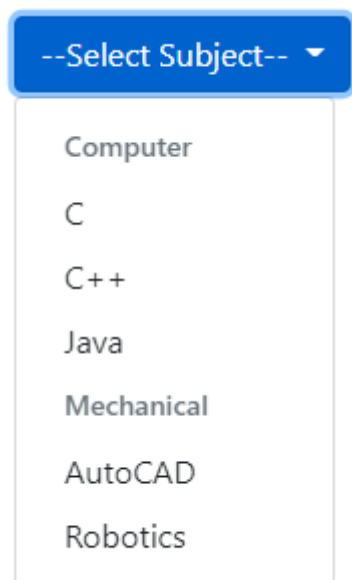 --Select Subject--
Computer
C
C++
Java
Mechanical
AutoCAD
Robotics